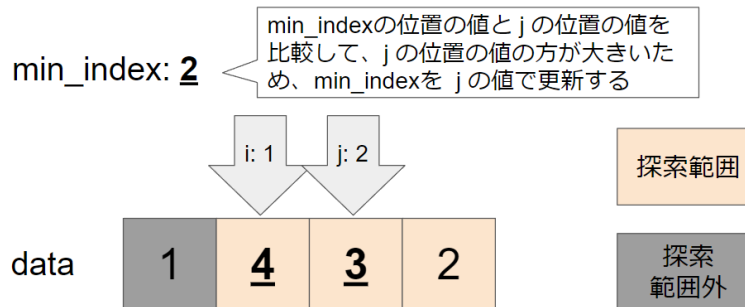 min_indexの位置の値と j の位置の値を
比較して、j の位置の値の方が大きいた
め、min_indexを j の値で更新する
min_index: 2
i: 1
j: 2
探索範囲
data
1
4
3
2
探索
範囲外